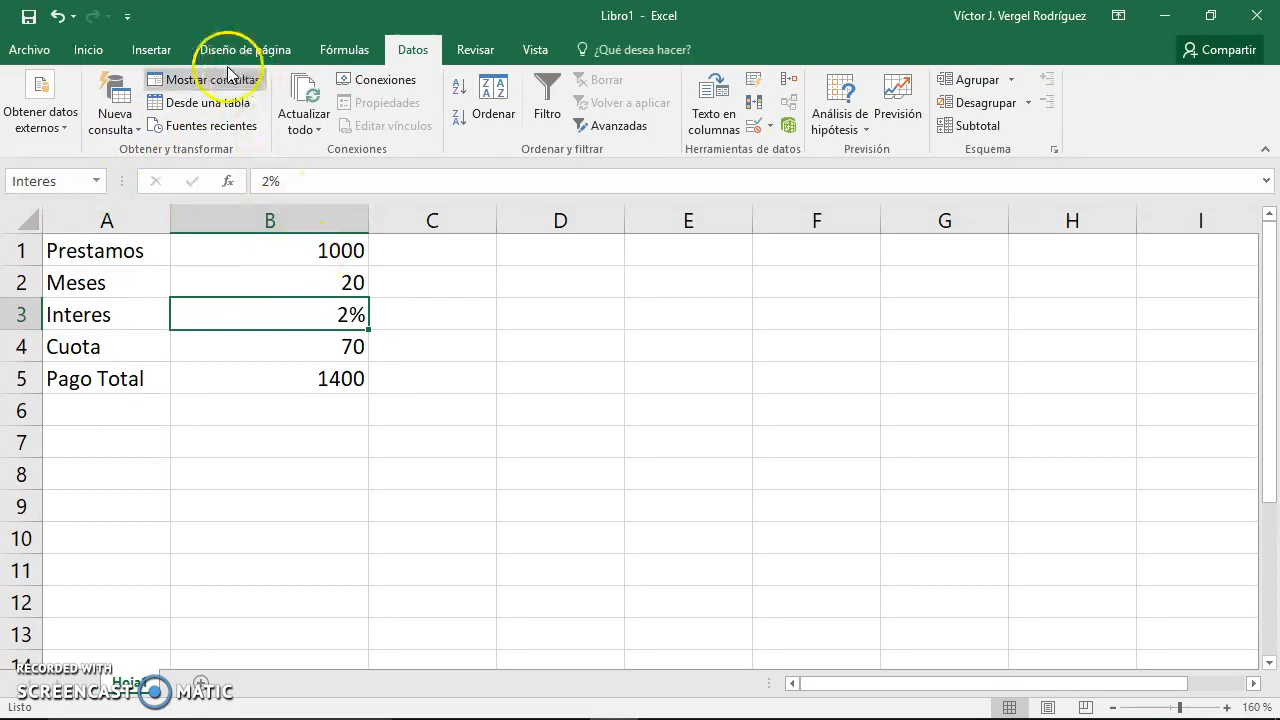 Libro1 - Excel
Víctor J. Vergel Rodríguez
Archivo
Inicio
Insertar
Diseño de página
Fórmulas
Datos
Revisar
Vista
¿Qué desea hacer?
Compartir
Obtener datos
externos
Nueva
consulta
Mostrar consultas
Desde una tabla
Fuentes recientes
Obtener y transformar
Actualizar
todo
Conexiones
Propiedades
Editar vínculos
Conexiones
Ordenar
Filtro
Borrar
Volver a aplicar
Avanzadas
Ordenar y filtrar
Texto en
columnas
Herramientas de datos
Análisis de
hipótesis
Previsión
Previsión
Agrupar
Desagrupar
Subtotal
Esquema
Interes
fx
2%
A B C D E F G H I
1 Prestamos 1000
2 Meses 20
3 Interes 2%
4 Cuota 70
5 Pago Total 1400
6
7
8
9
10
11
12
13
14
RECORDED WITH
SCREENCAST MATIC
Listo
160 %